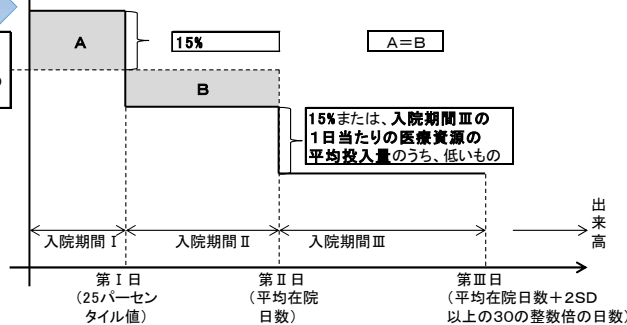 A
15%
A=B
の
B
15%または、入院期間Ⅲの
1日当たりの医療資源の
平均投入量のうち、低いもの
入院期間Ⅰ
入院期間Ⅱ
入院期間Ⅲ
出
来
高
第Ⅰ日
(25パーセン
タイル値)
第Ⅱ日
(平均在院
日数)
第Ⅲ日
(平均在院日数+2SD
以上の30の整数倍の日数)